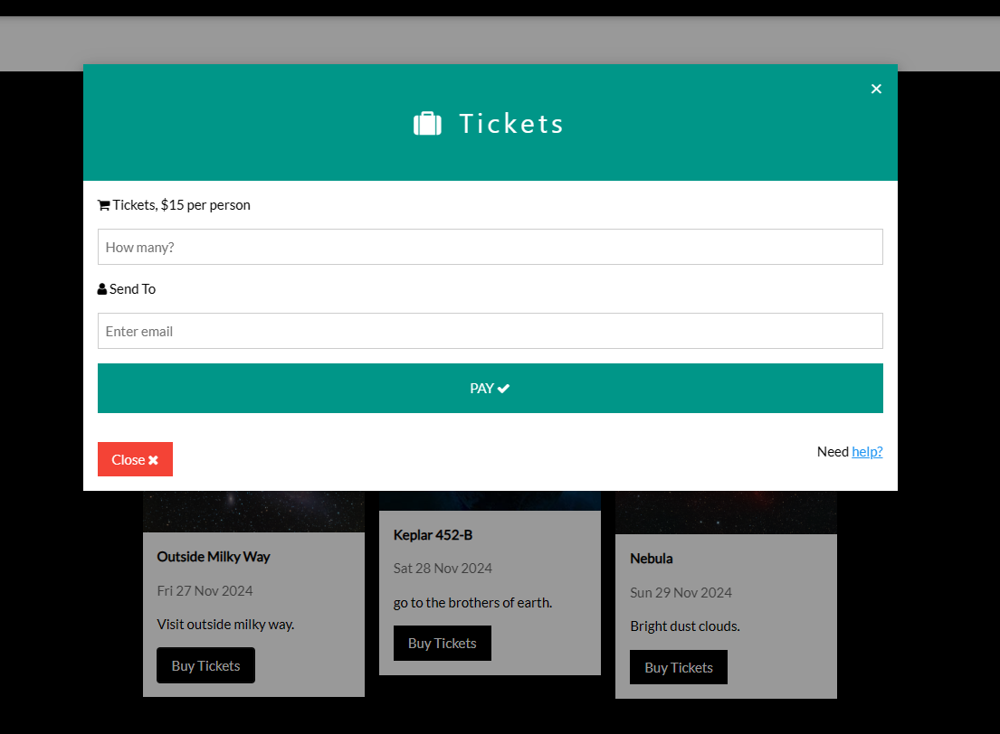 ×
Tickets
Tickets, $15 per person
How many?
Send To
Enter email
PAY
Close
Need help?
Outside Milky Way
Fri 27 Nov 2024
Visit outside milky way.
Buy Tickets
Keplar 452-B
Sat 28 Nov 2024
go to the brothers of earth.
Buy Tickets
Nebula
Sun 29 Nov 2024
Bright dust clouds.
Buy Tickets